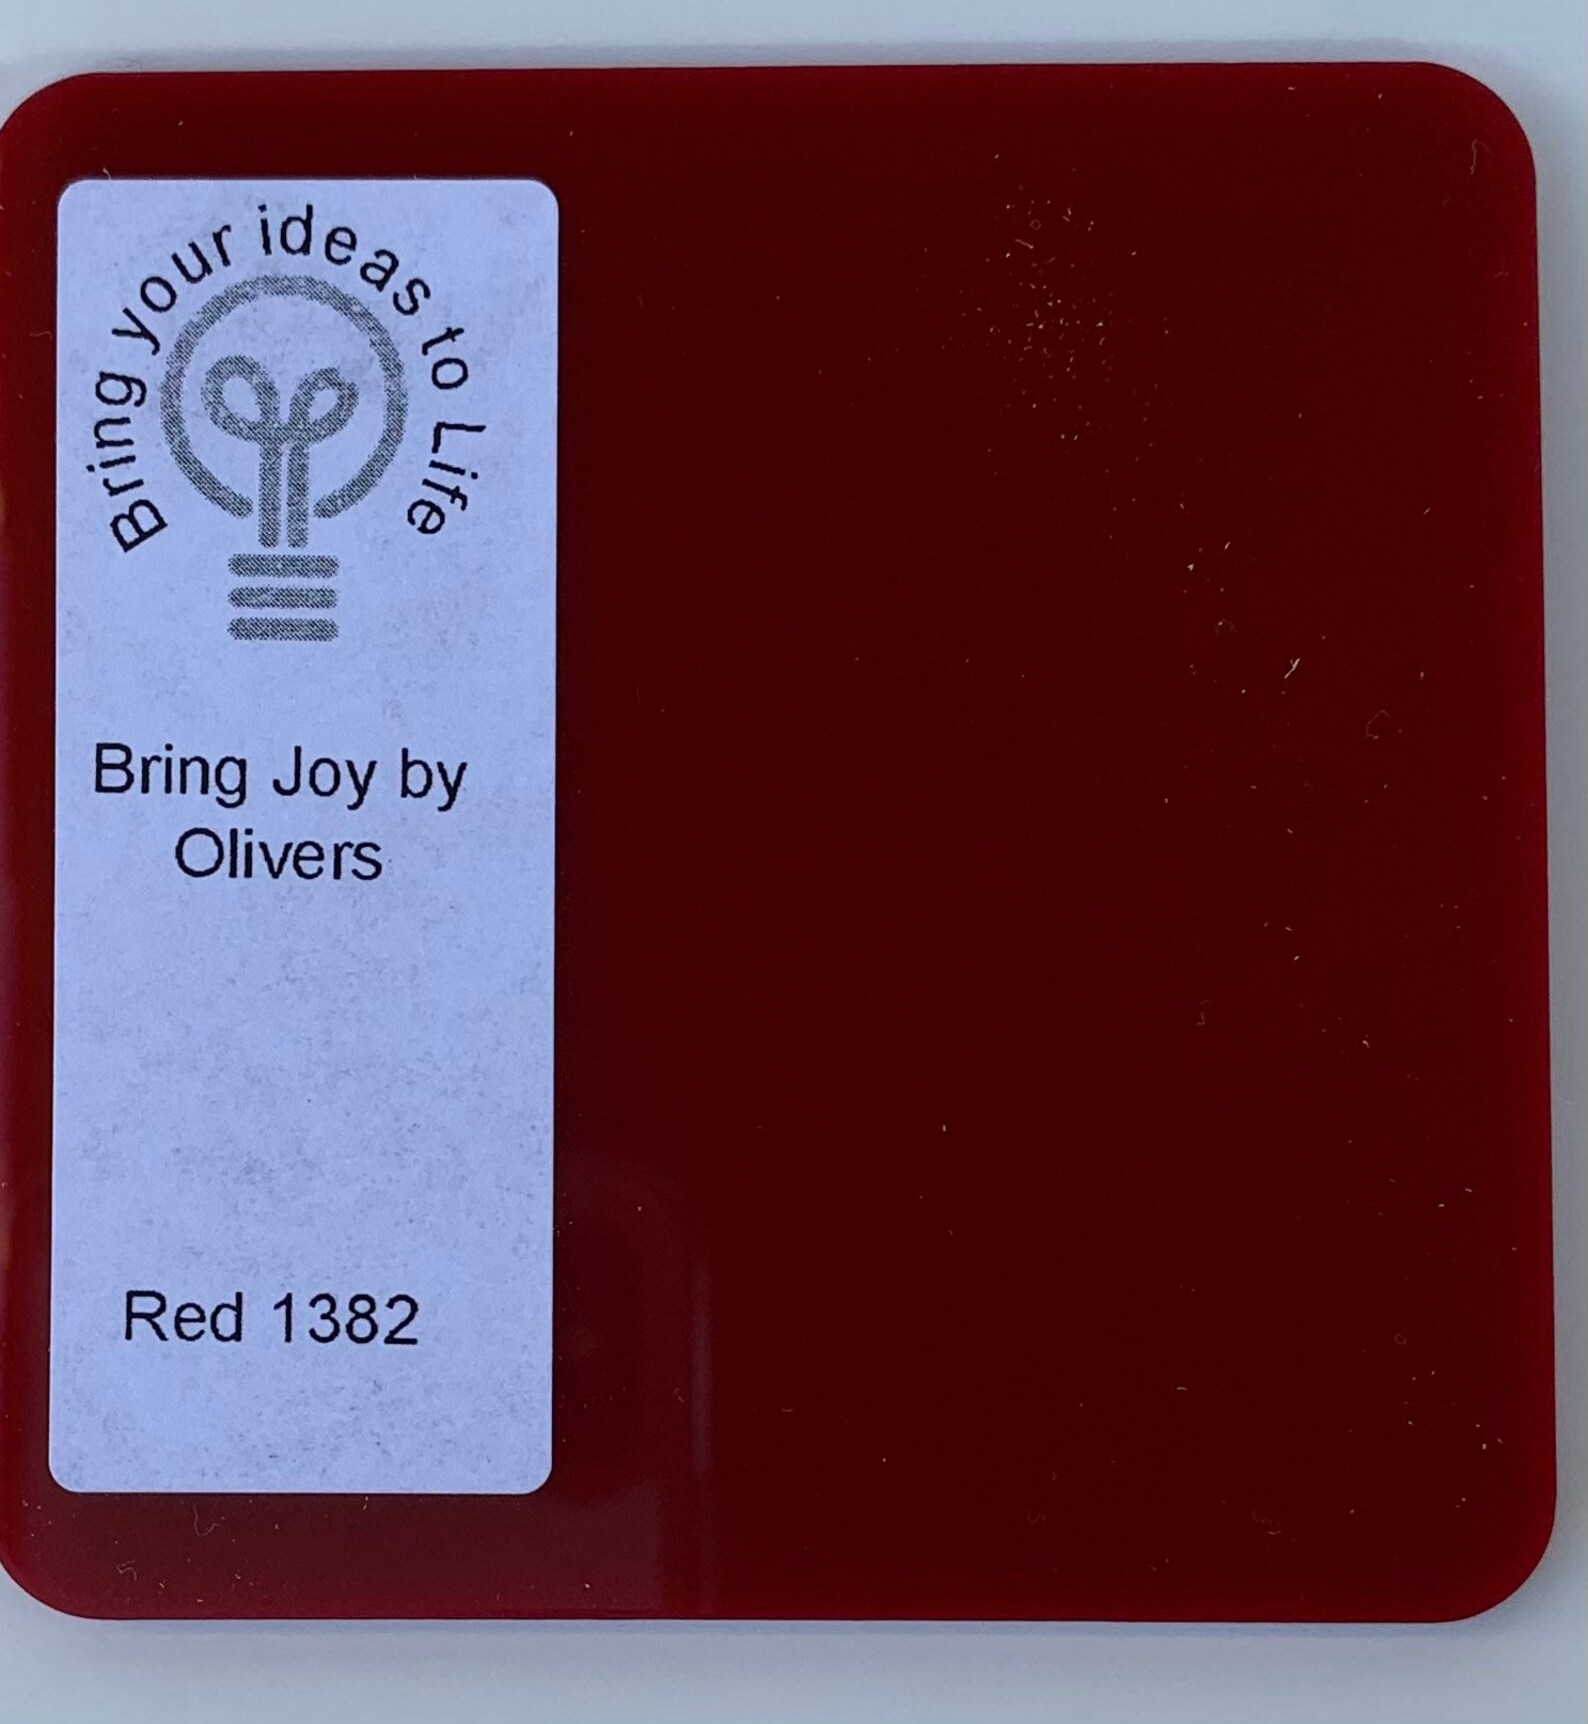 Bring your ideas to Life
Bring Joy by
Olivers
Red 1382